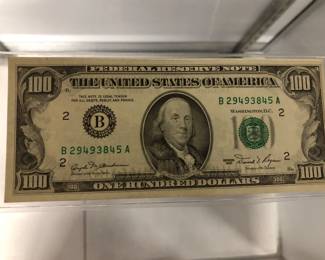 FEDERAL RESERVE NOTE
100 THE UNITED STATES OF AMERICA 100
THIS NOTE IS LEGAL TENDER
FOR ALL DEBTS, PUBLIC AND PRIVATE
B 29493845 A
WASHINGTON, D.C.
2 B 2
B 29493845 A
2 2
SERIES
100 ONE HUNDRED DOLLARS 100